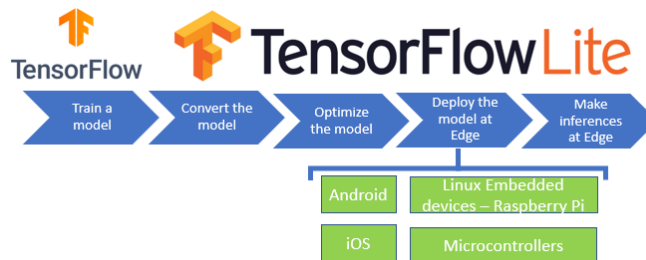 TensorFlow
TensorFlow Lite
Train a
model
Convert the
model
Optimize
the model
Deploy the
model at
Edge
Make
inferences
at Edge
Android
Linux Embedded
devices – Raspberry Pi
iOS
Microcontrollers